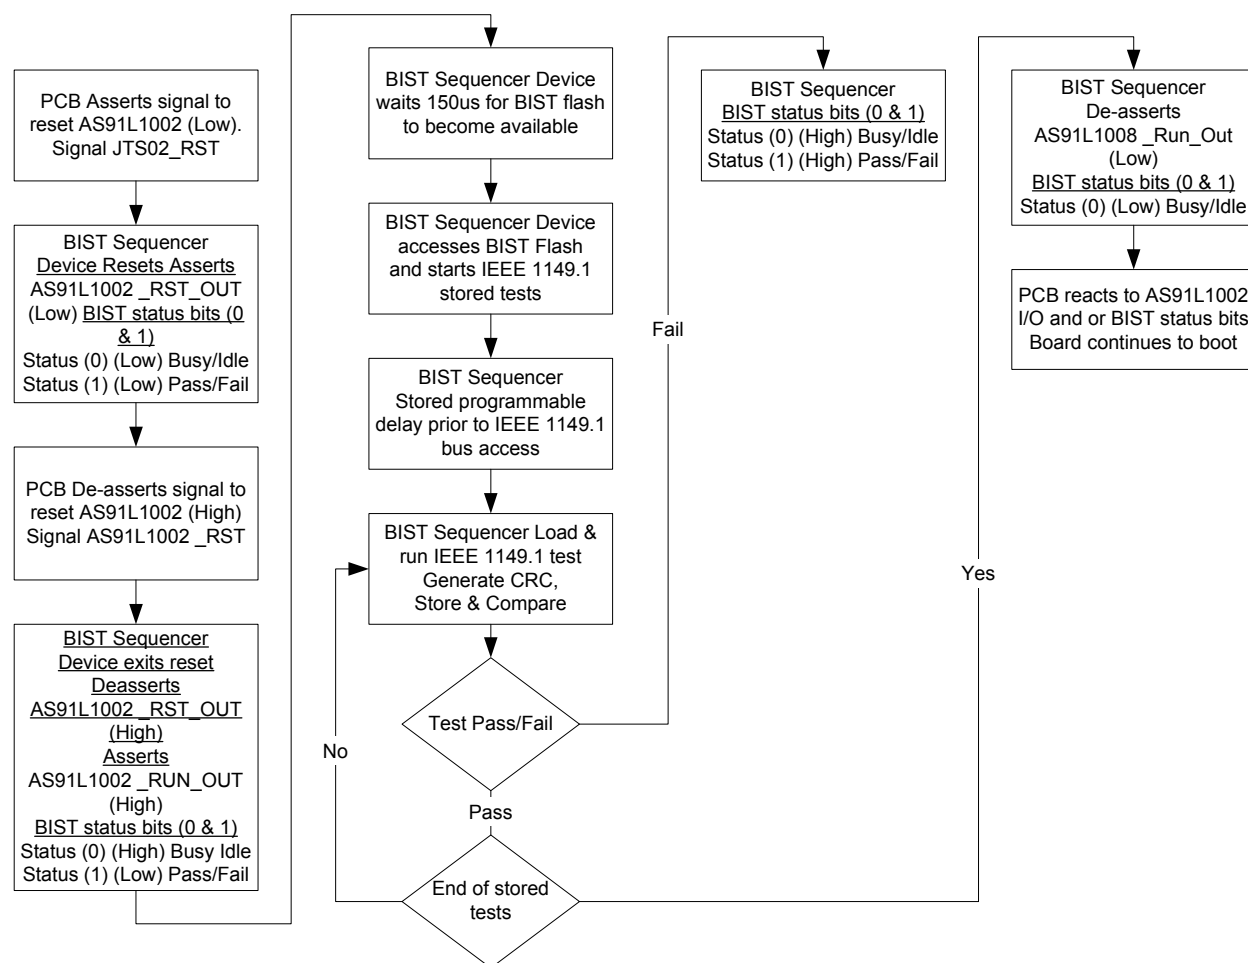 PCB Asserts signal to
reset AS91L1002 (Low).
Signal JTS02_RST
BIST Sequencer
Device Resets Asserts
AS91L1002 _RST_OUT
(Low) BIST status bits (0
& 1)
Status (0) (Low) Busy/Idle
Status (1) (Low) Pass/Fail
PCB De-asserts signal to
reset AS91L1002 (High)
Signal AS91L1002 _RST
BIST Sequencer
Device exits reset
Deasserts
AS91L1002 _RST_OUT
(High)
Asserts
AS91L1002 _RUN_OUT
(High)
BIST status bits (0 & 1)
Status (0) (High) Busy Idle
Status (1) (Low) Pass/Fail
BIST Sequencer Device
waits 150us for BIST flash
to become available
BIST Sequencer Device
accesses BIST Flash
and starts IEEE 1149.1
stored tests
BIST Sequencer
Stored programmable
delay prior to IEEE 1149.1
bus access
BIST Sequencer Load &
run IEEE 1149.1 test
Generate CRC,
Store & Compare
Test Pass/Fail
No
Pass
End of stored
tests
Fail
BIST Sequencer
BIST status bits (0 & 1)
Status (0) (High) Busy/Idle
Status (1) (High) Pass/Fail
Yes
BIST Sequencer
De-asserts
AS91L1008 _Run_Out
(Low)
BIST status bits (0 & 1)
Status (0) (Low) Busy/Idle
PCB reacts to AS91L1002
I/O and or BIST status bits
Board continues to boot